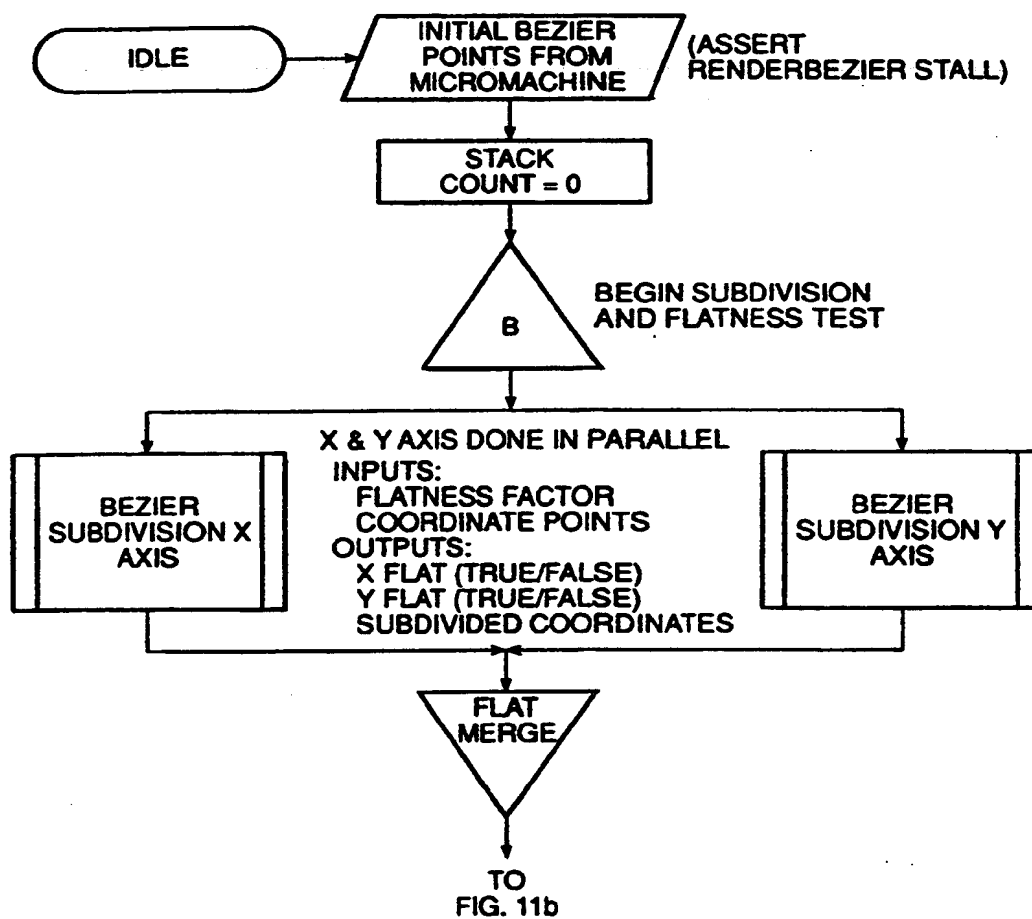 IDLE
INITIAL BEZIER
POINTS FROM
MICROMACHINE
(ASSERT
RENDERBEZIER STALL)
STACK
COUNT = 0
B
BEGIN SUBDIVISION
AND FLATNESS TEST
X & Y AXIS DONE IN PARALLEL
INPUTS:
FLATNESS FACTOR
COORDINATE POINTS
OUTPUTS:
X FLAT (TRUE/FALSE)
Y FLAT (TRUE/FALSE)
SUBDIVIDED COORDINATES
BEZIER
SUBDIVISION X
AXIS
BEZIER
SUBDIVISION Y
AXIS
FLAT
MERGE
TO
FIG. 11b